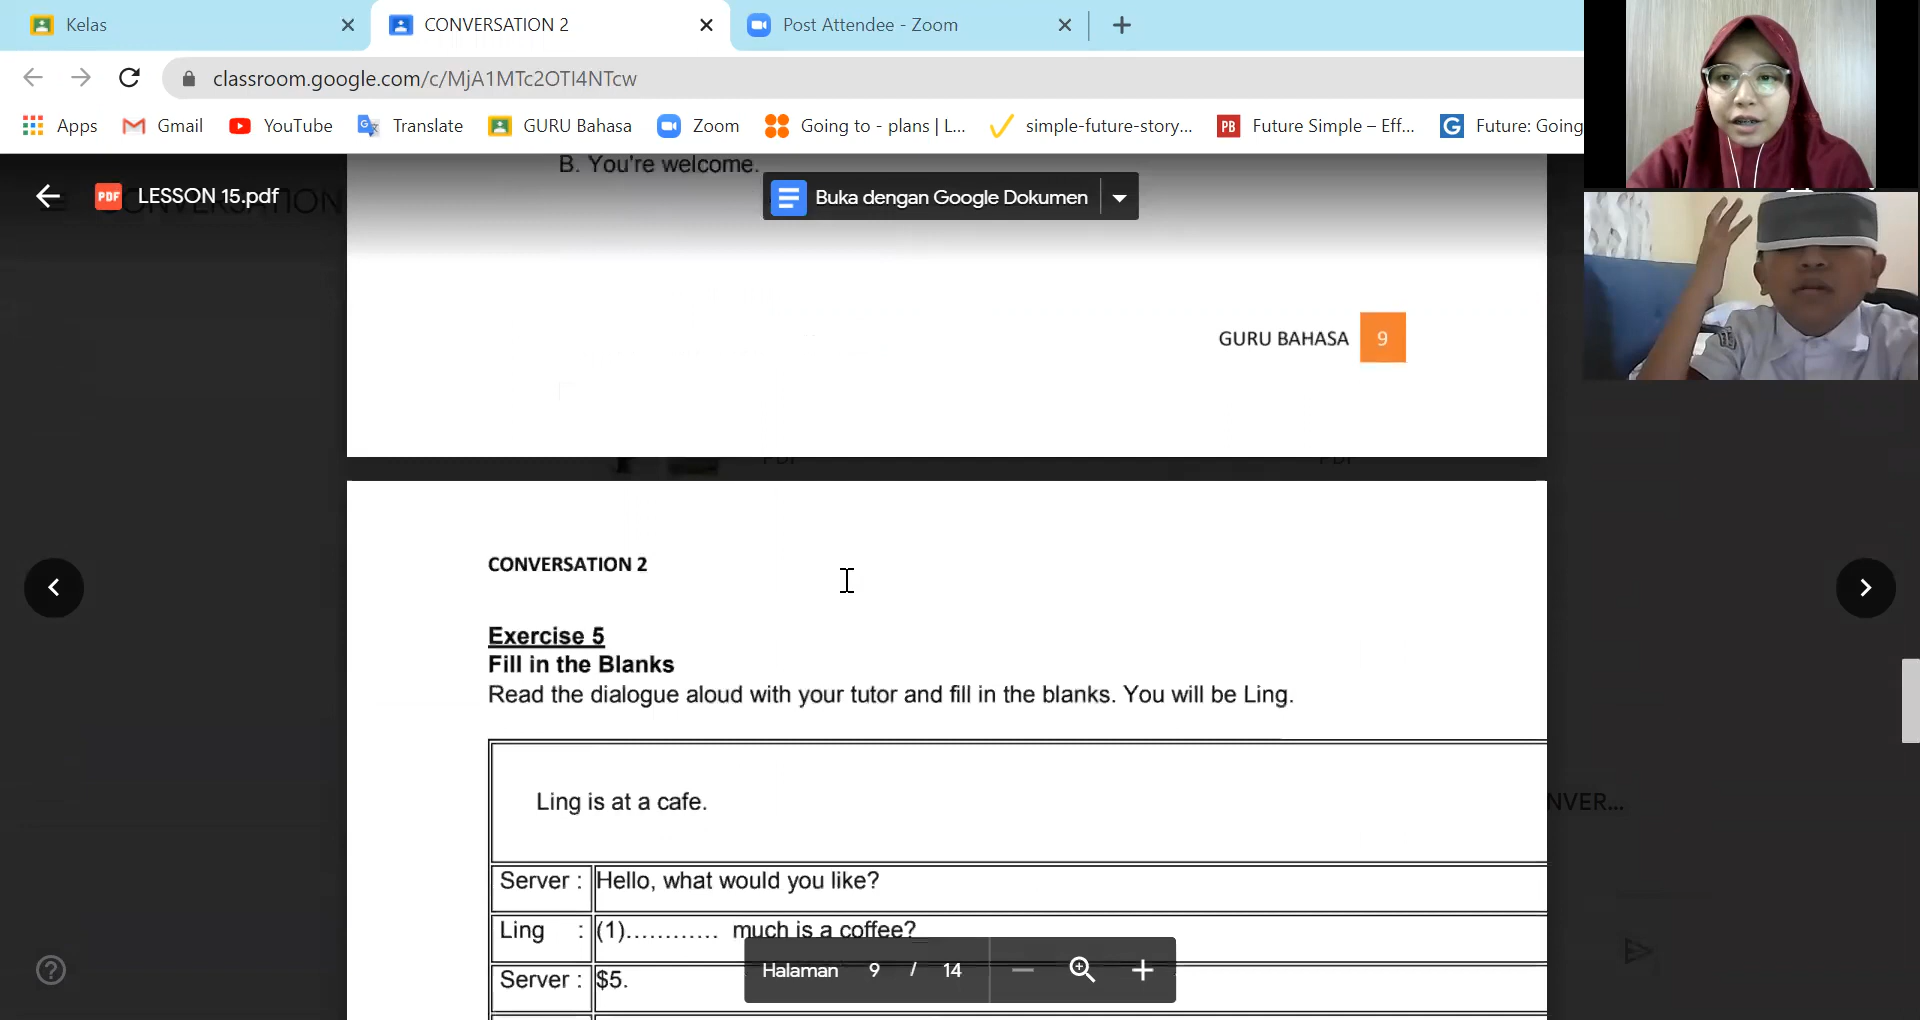 Kelas
CONVERSATION 2
Post Attendee - Zoom
classroom.google.com/c/MjA1MTc2OTI4NTcw
Apps
Gmail
YouTube
Translate
GURU Bahasa
Zoom
Going to - plans | L...
simple-future-story...
PB
Future Simple – Eff...
Future: Going
B. You're welcome.
PDF
LESSON 15.pdf
Buka dengan Google Dokumen
GURU BAHASA 9
CONVERSATION 2
Exercise 5
Fill in the Blanks
Read the dialogue aloud with your tutor and fill in the blanks. You will be Ling.
Ling is at a cafe.
NVER...
Server : Hello, what would you like?
Ling : (1)............ much is a coffee?
Server : $5.
Halaman 9 / 14